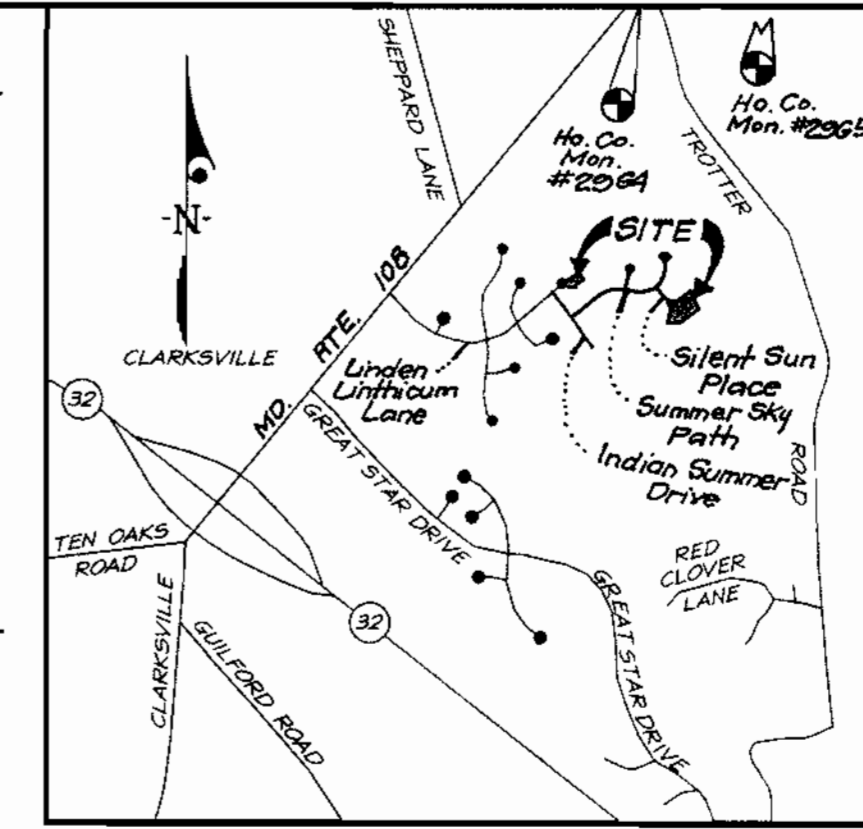 SHEPPARD LANE
Ho. Co.
Mon.
#29G4
Ho. Co.
Mon. #29G5
TROTTER
ROAD
-N-
SITE
CLARKSVILLE
MD. RTE. 108
Linden
Linthicum
Lane
Silent Sun
Place
Summer Sky
Path
Indian Summer
Drive
32
GREAT STAR DRIVE
TEN OAKS
ROAD
RED
CLOVER
LANE
GREAT STAR DRIVE
32
CLARKSVILLE
GUILFORD ROAD